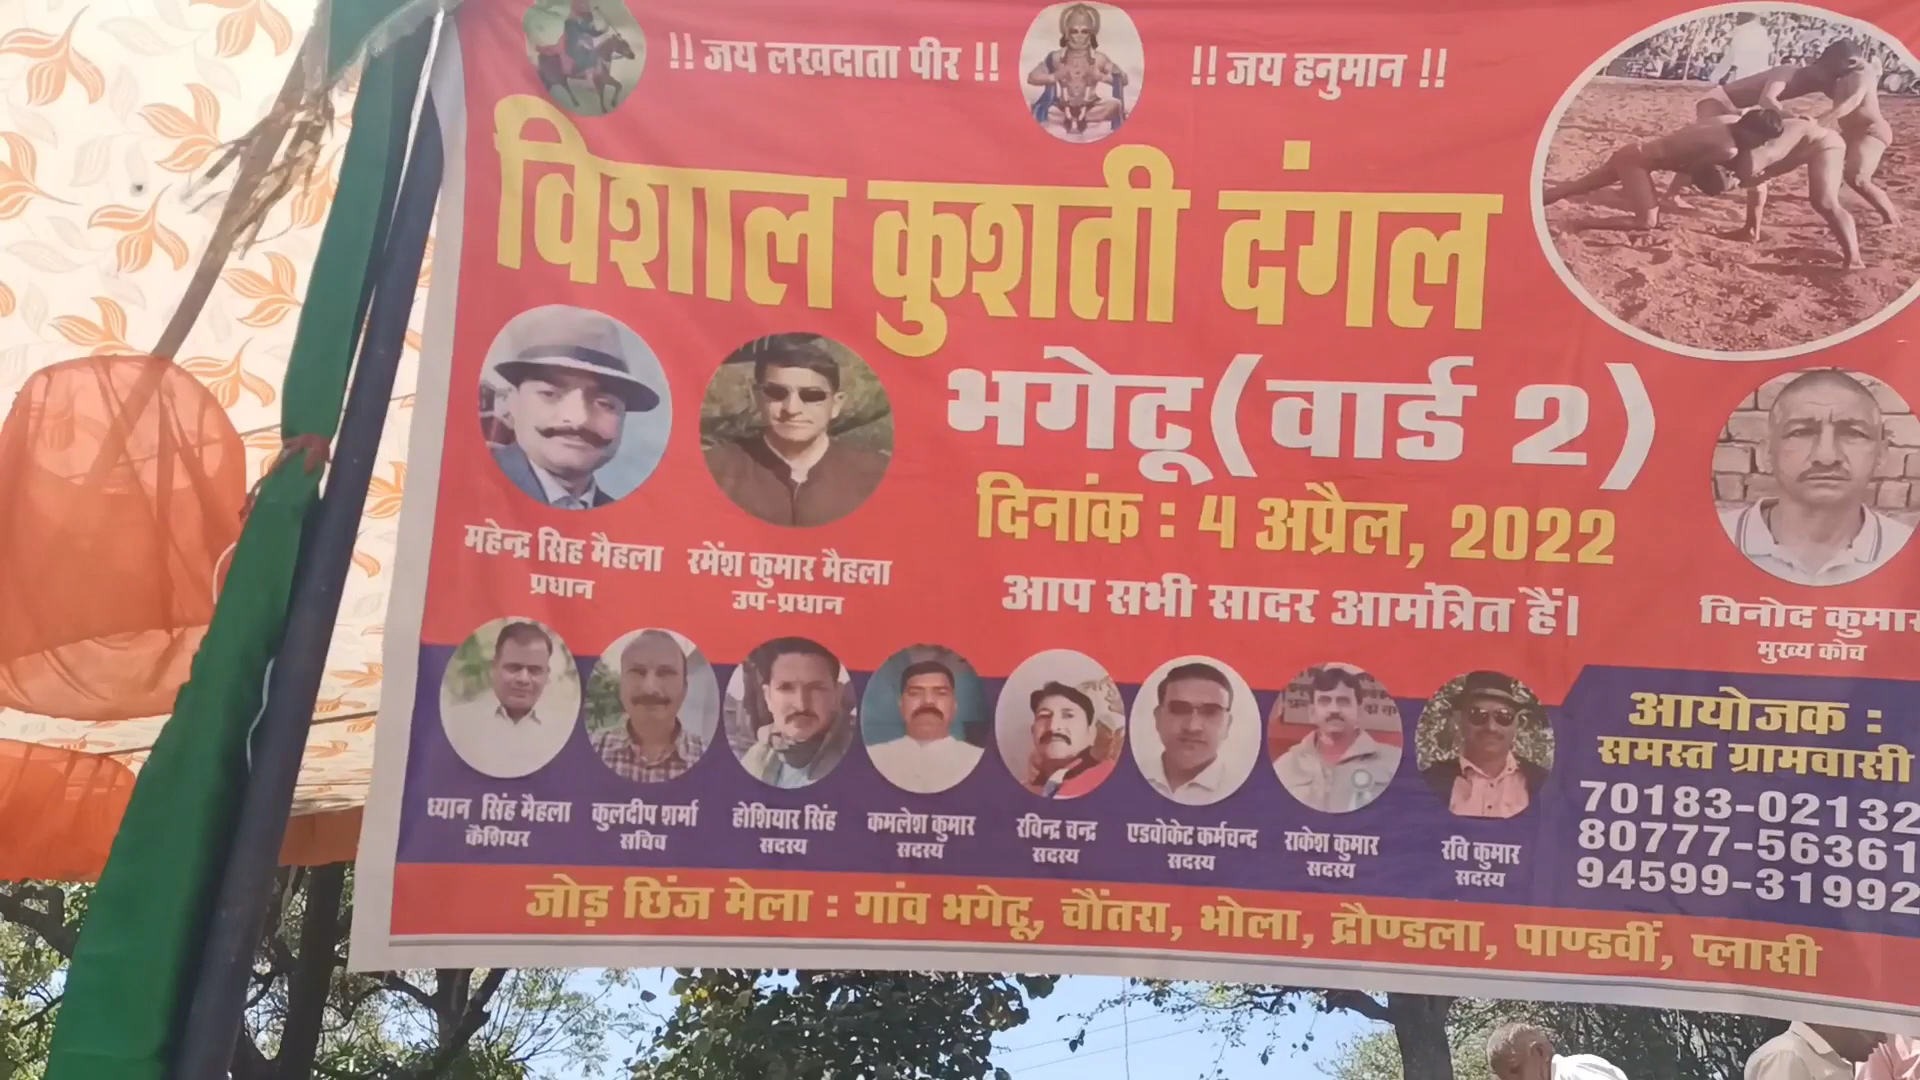 !! जय लखदाता पीर !!
!! जय हनुमान !!
विशाल कुशती दंगल
भगेटू (वार्ड 2)
दिनांक : 4 अप्रैल, 2022
आप सभी सादर आमंत्रित हैं।
महेन्द्र सिंह मैहला
प्रधान
रमेंश कुमार मैहला
उप-प्रधान
विनोद कुमार
मुख्य कोच
ध्यान सिंह मैहला
कैशियर
कुलदीप शर्मा
सचिव
होशियार सिंह
सदस्य
कमलेश कुमार
सदस्य
रविन्द्र चन्द्र
सदस्य
एडवोकेट कर्मचन्द
सदस्य
राकेश कुमार
सदस्य
रवि कुमार
सदस्य
आयोजक :
समस्त ग्रामवासी
70183-02132
80777-56361
94599-31992
जोड़ छिंज मेला : गांव भगेटू, चौंतरा, भोला, द्रौण्डला, पाण्डवीं, प्लासी